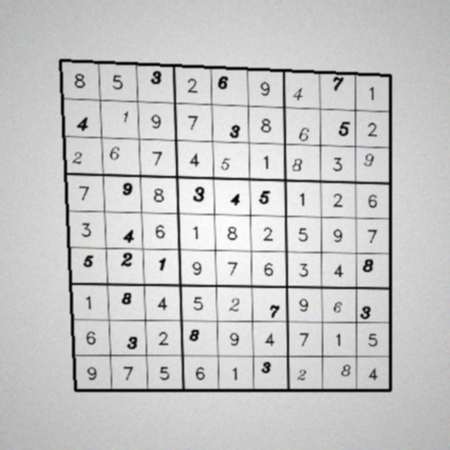 8 5 3 2 6 9 4 7 1
4 1 9 7 3 8 6 5 2
2 6 7 4 5 1 8 3 9
7 9 8 3 4 5 1 2 6
3 4 6 1 8 2 5 9 7
5 2 1 9 7 6 3 4 8
1 8 4 5 2 7 9 6 3
6 3 2 8 9 4 7 1 5
9 7 5 6 1 3 2 8 4